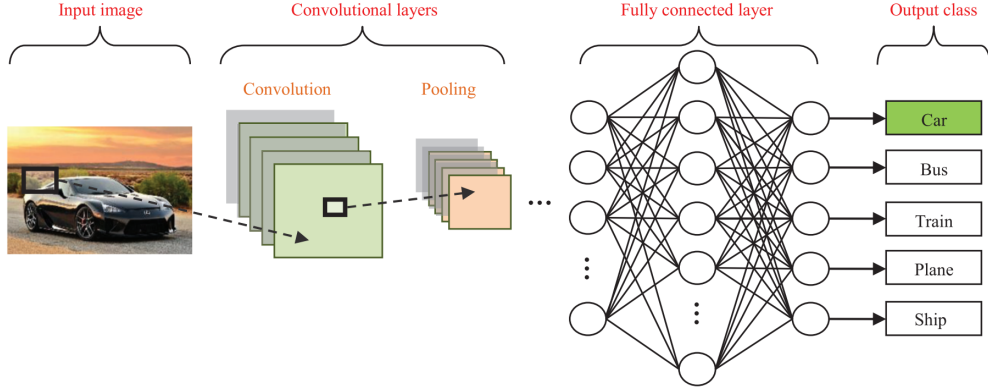 Input image
Convolutional layers
Fully connected layer
Output class
Convolution
Pooling
Car
Bus
Train
Plane
Ship